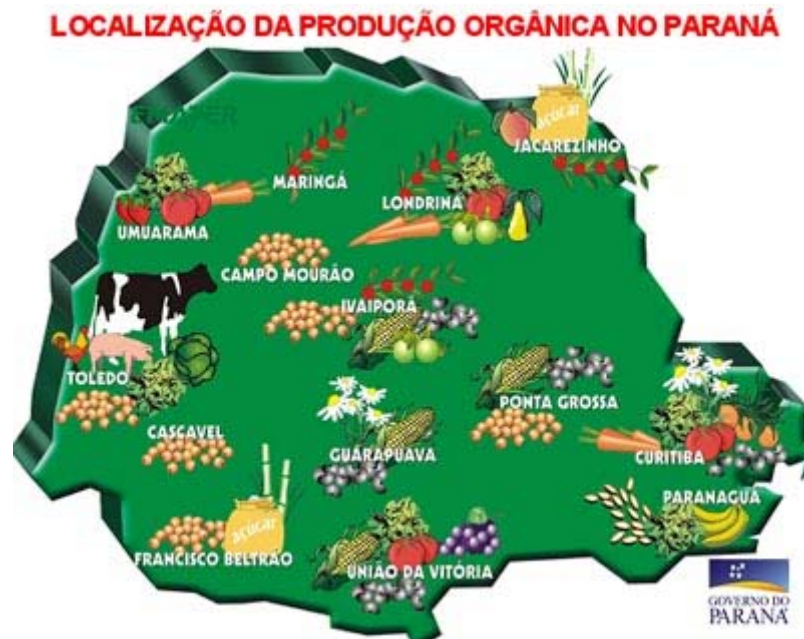 LOCALIZAÇÃO DA PRODUÇÃO ORGÂNICA NO PARANÁ
açúcar
JACAREZINHO
MARINGÁ
LONDRINA
UMUARAMA
CAMPO MOURÃO
IVAIPORÃ
TOLEDO
PONTA GROSSA
CASCAVEL
GUARAPUAVA
CURITIBA
PARANAGUÁ
açúcar
FRANCISCO BELTRÃO
UNIÃO DA VITÓRIA
GOVERNO DO
PARANÁ